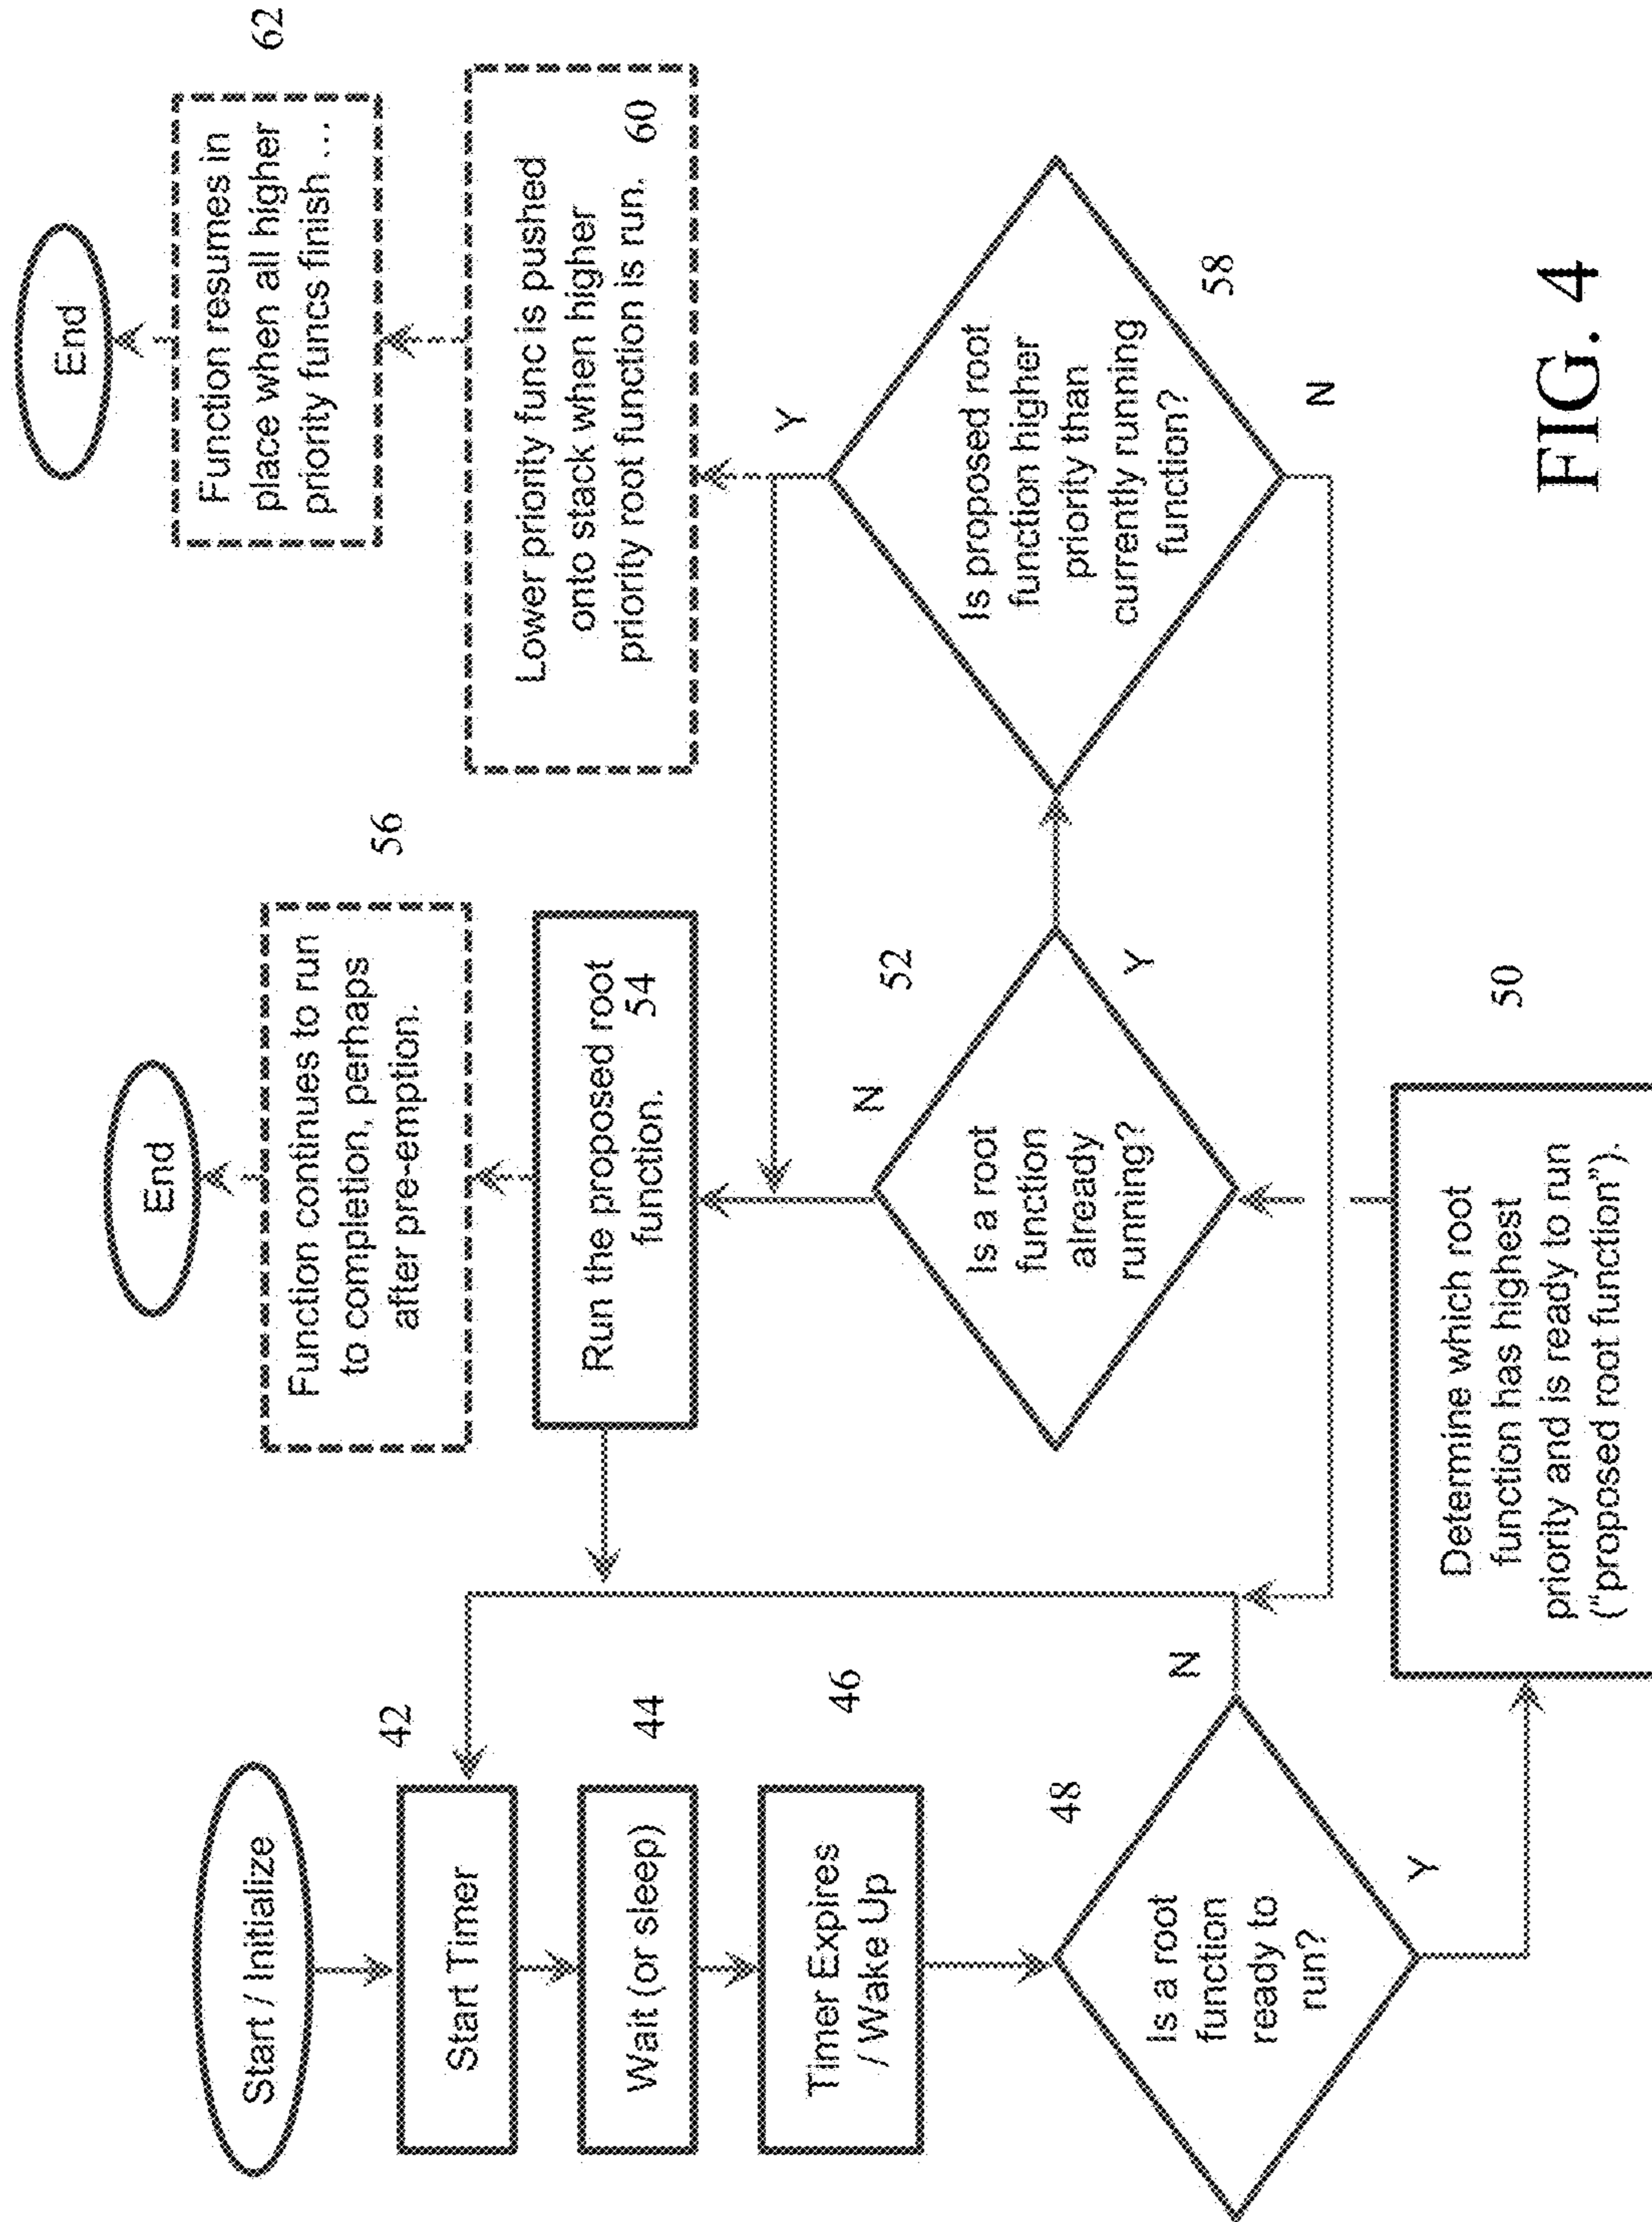 Start / Initialize
42
Start Timer
44
Wait (or sleep)
46
Timer Expires
/ Wake Up
48
Is a root
function
ready to
run?
N
Y
50
Determine which root
function has highest
priority and is ready to run
("proposed root function").
52
Is a root
function
already
running?
N
Y
Run the proposed root
function. 54
56
Function continues to run
to completion, perhaps
after pre-emption.
End
58
Is proposed root
function higher
priority than
currently running
function?
Y
N
Lower priority func is pushed
onto stack when higher
priority root function is run. 60
62
Function resumes in
place when all higher
priority funcs finish ...
End
FIG. 4